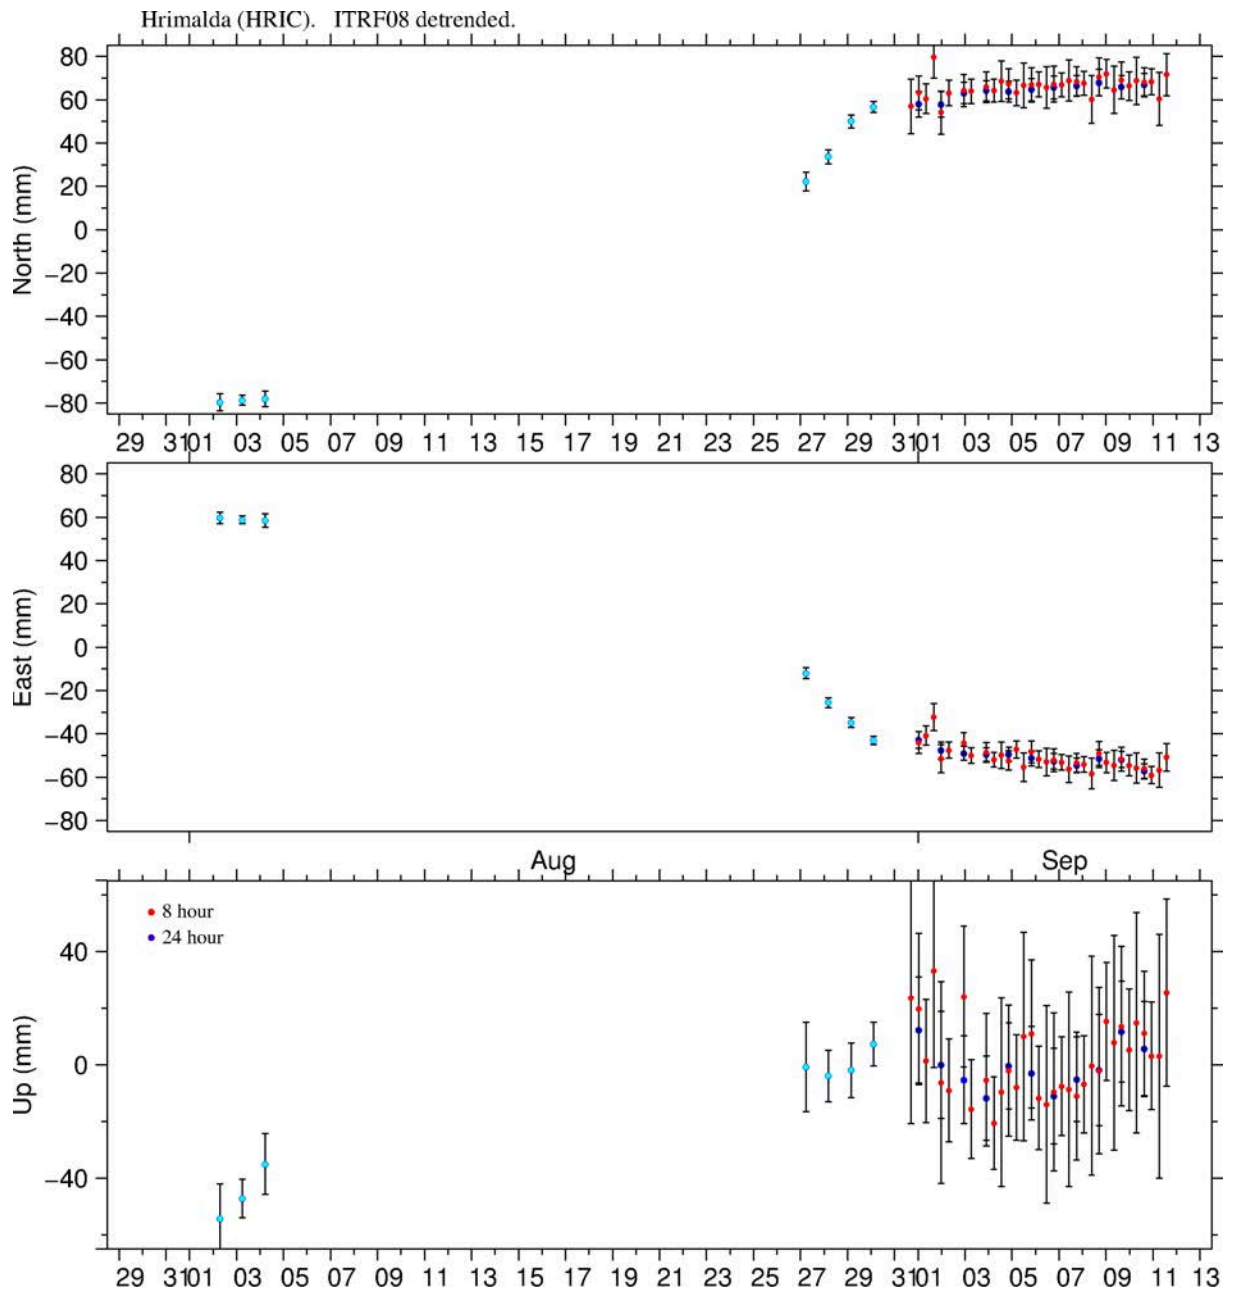 Hrimalda (HRIC). ITRF08 detrended.
80
60
40
20
0
−20
−40
−60
−80
North (mm)
29 31 01 03 05 07 09 11 13 15 17 19 21 23 25 27 29 31 01 03 05 07 09 11 13
80
60
40
20
0
−20
−40
−60
−80
East (mm)
Aug Sep
8 hour
24 hour
40
0
−40
Up (mm)
29 31 01 03 05 07 09 11 13 15 17 19 21 23 25 27 29 31 01 03 05 07 09 11 13